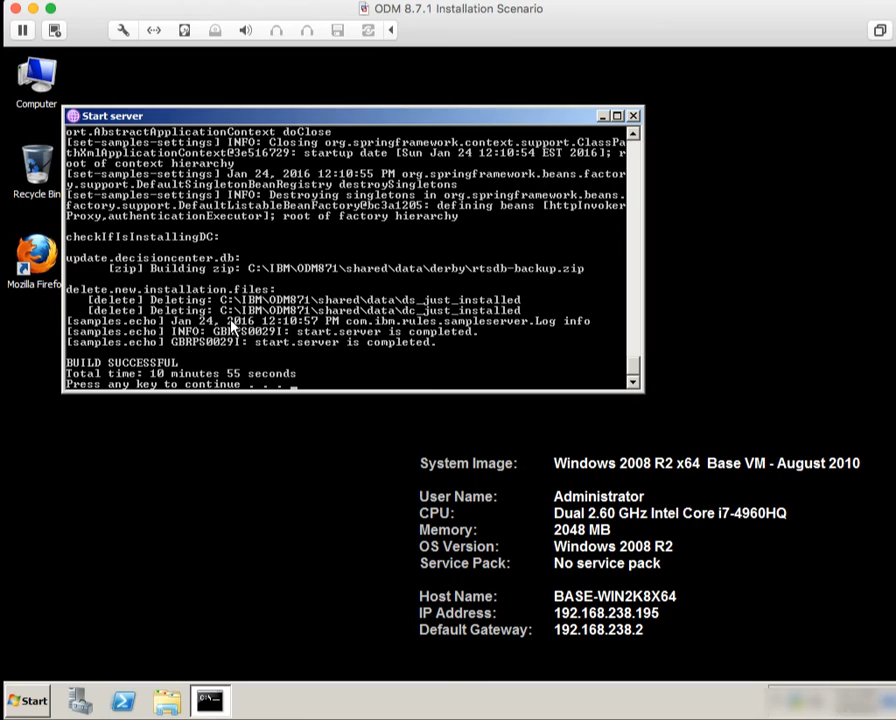 ODM 8.7.1 Installation Scenario
Computer
Recycle Bin
Mozilla Firefo
Start server
ort.AbstractApplicationContext doClose
[set-samples-settings] INFO: Closing org.springframework.context.support.ClassPa
thXmlApplicationContext@3e516729: startup date [Sun Jan 24 12:10:54 EST 2016]; r
oot of context hierarchy
[set-samples-settings] Jan 24, 2016 12:10:55 PM org.springframework.beans.factor
y.support.DefaultSingletonBeanRegistry destroySingletons
[set-samples-settings] INFO: Destroying singletons in org.springframework.beans.
factory.support.DefaultListableBeanFactory@bc3a1205: defining beans [httpInvoker
Proxy,authenticationExecutor]; root of factory hierarchy
checkIfIsInstallingDC:
update.decisioncenter.db:
[zip] Building zip: C:\IBM\ODM871\shared\data\derby\rtsdb-backup.zip
delete.new.installation.files:
[delete] Deleting: C:\IBM\ODM871\shared\data\ds_just_installed
[delete] Deleting: C:\IBM\ODM871\shared\data\dc_just_installed
[samples.echo] Jan 24, 2016 12:10:57 PM com.ibm.rules.sampleserver.Log info
[samples.echo] INFO: GBRPS0029I: start.server is completed.
[samples.echo] GBRPS0029I: start.server is completed.
BUILD SUCCESSFUL
Total time: 10 minutes 55 seconds
Press any key to continue . . . _
System Image: Windows 2008 R2 x64 Base VM - August 2010
User Name: Administrator
CPU: Dual 2.60 GHz Intel Core i7-4960HQ
Memory: 2048 MB
OS Version: Windows 2008 R2
Service Pack: No service pack
Host Name: BASE-WIN2K8X64
IP Address: 192.168.238.195
Default Gateway: 192.168.238.2
Start